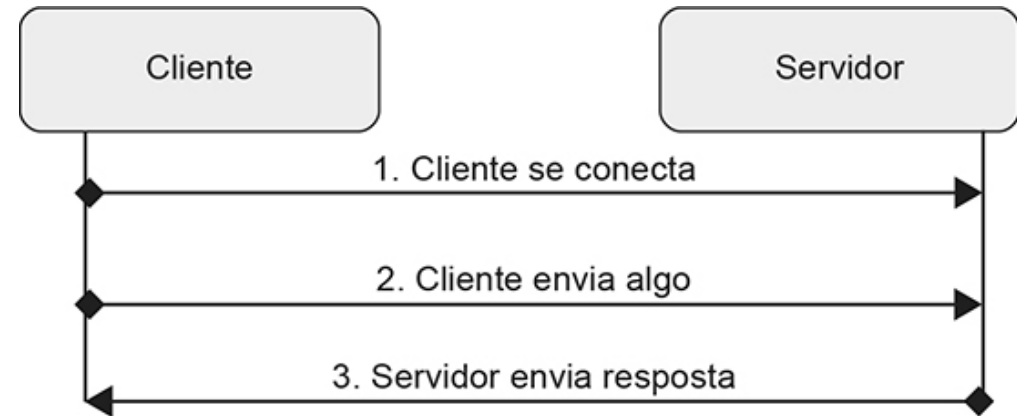 Cliente
Servidor
1. Cliente se conecta
2. Cliente envia algo
3. Servidor envia resposta